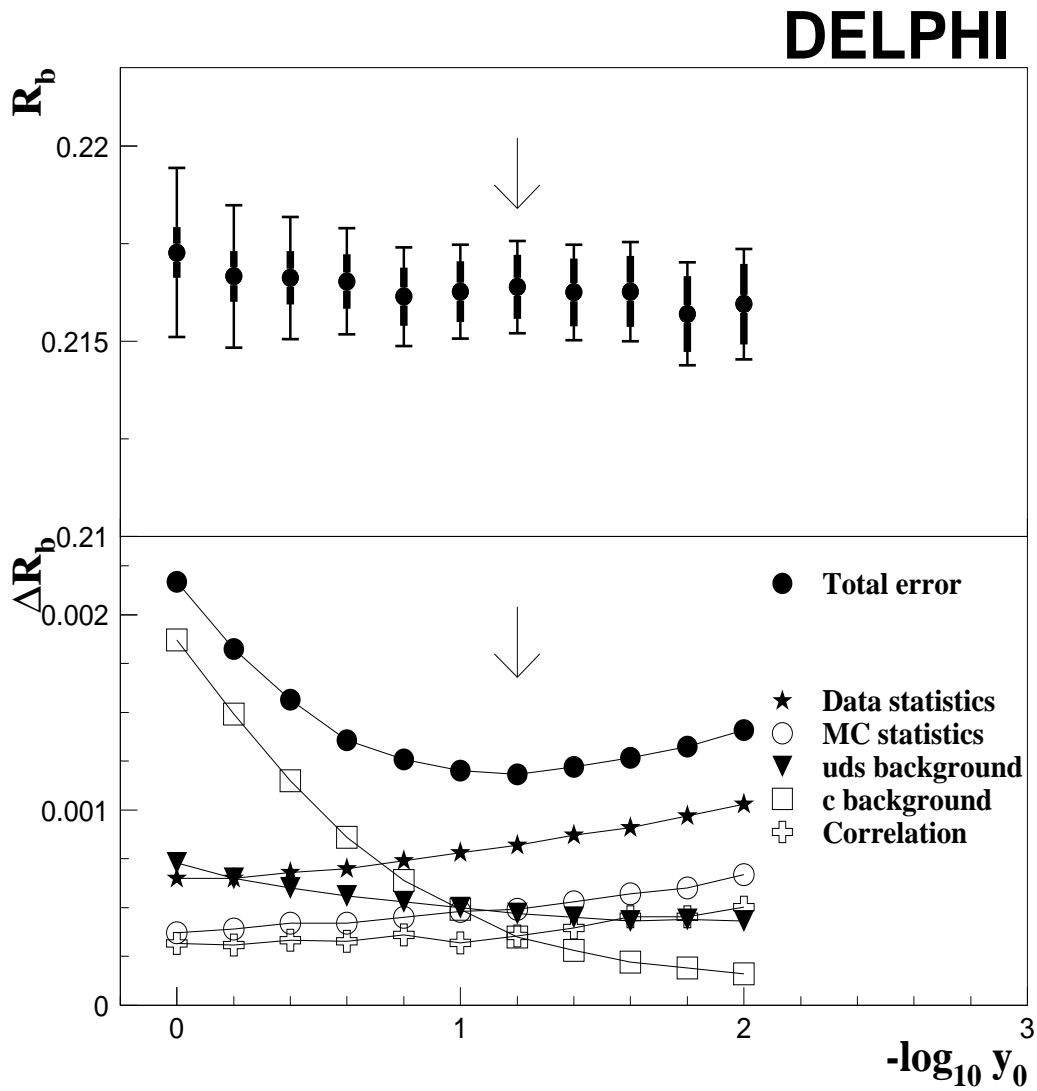 DELPHI
R_b
0.22
0.215
0.21
ΔR_b
0.002
0.001
0
Total error
Data statistics
MC statistics
uds background
c background
Correlation
0 1 2 3
-log_10 y_0